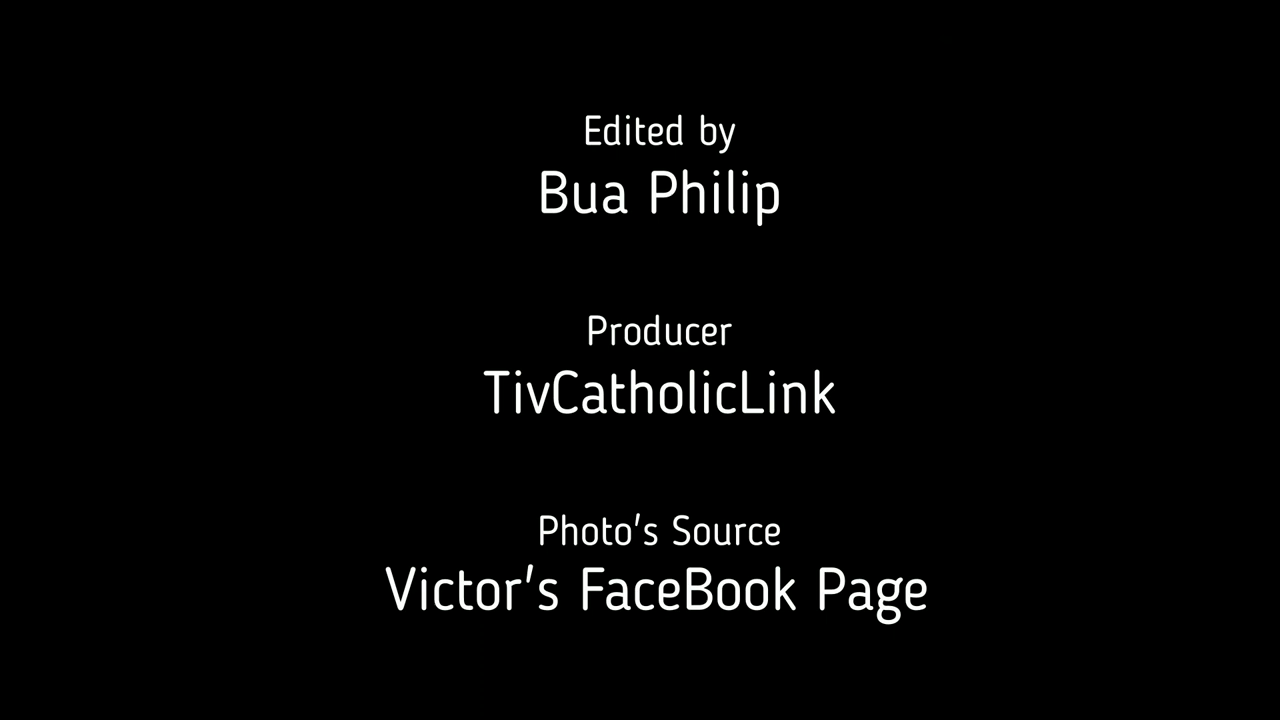 Edited by
Bua Philip
Producer
TivCatholicLink
Photo's Source
Victor's FaceBook Page